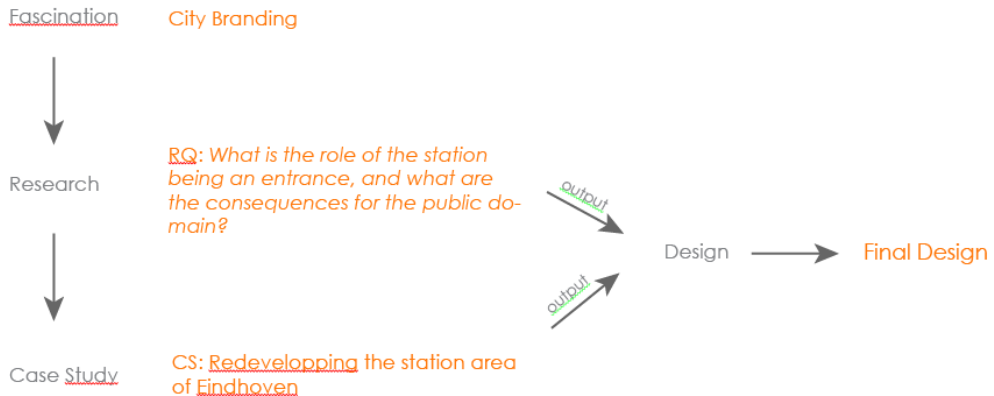 Fascination City Branding
RQ: What is the role of the station
being an entrance, and what are
Research
the consequences for the public do-
main?
output
Design
Final Design
output
CS: Redevelopping the station area
Case Study
of Eindhoven